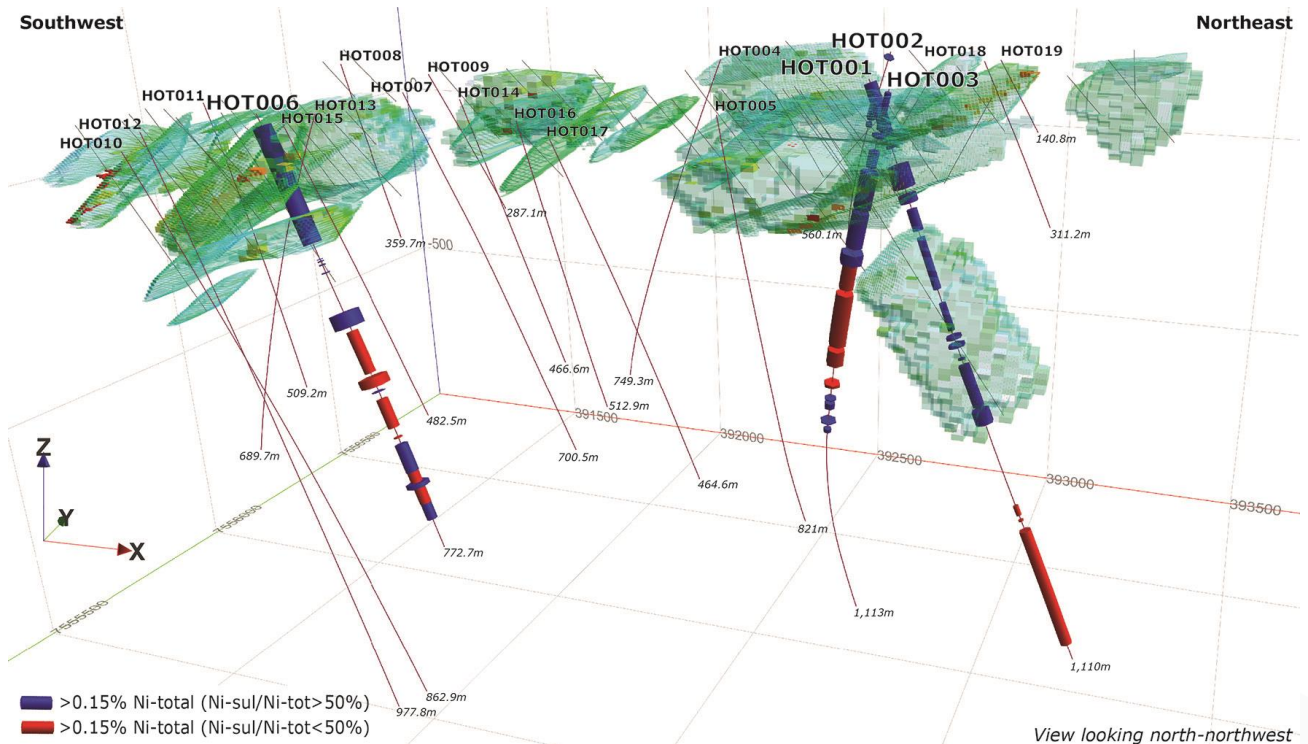 Southwest
Northeast
HOT002
HOT008
HOT004
HOT018
HOT019
HOT009
HOT001
HOT003
HOT007
HOT011
HOT006
HOT013
HOT014
HOT005
HOT012
HOT015
HOT016
HOT010
HOT017
140.8m
287.1m
311.2m
359.7m
-500
560.1m
466.6m
749.3m
509.2m
512.9m
482.5m
391500
392000
689.7m
700.5m
392500
464.6m
393000
393500
Z
Y
X
821m
772.7m
1,113m
7555500
1,110m
862.9m
977.8m
>0.15% Ni-total (Ni-sul/Ni-tot>50%)
>0.15% Ni-total (Ni-sul/Ni-tot<50%)
View looking north-northwest